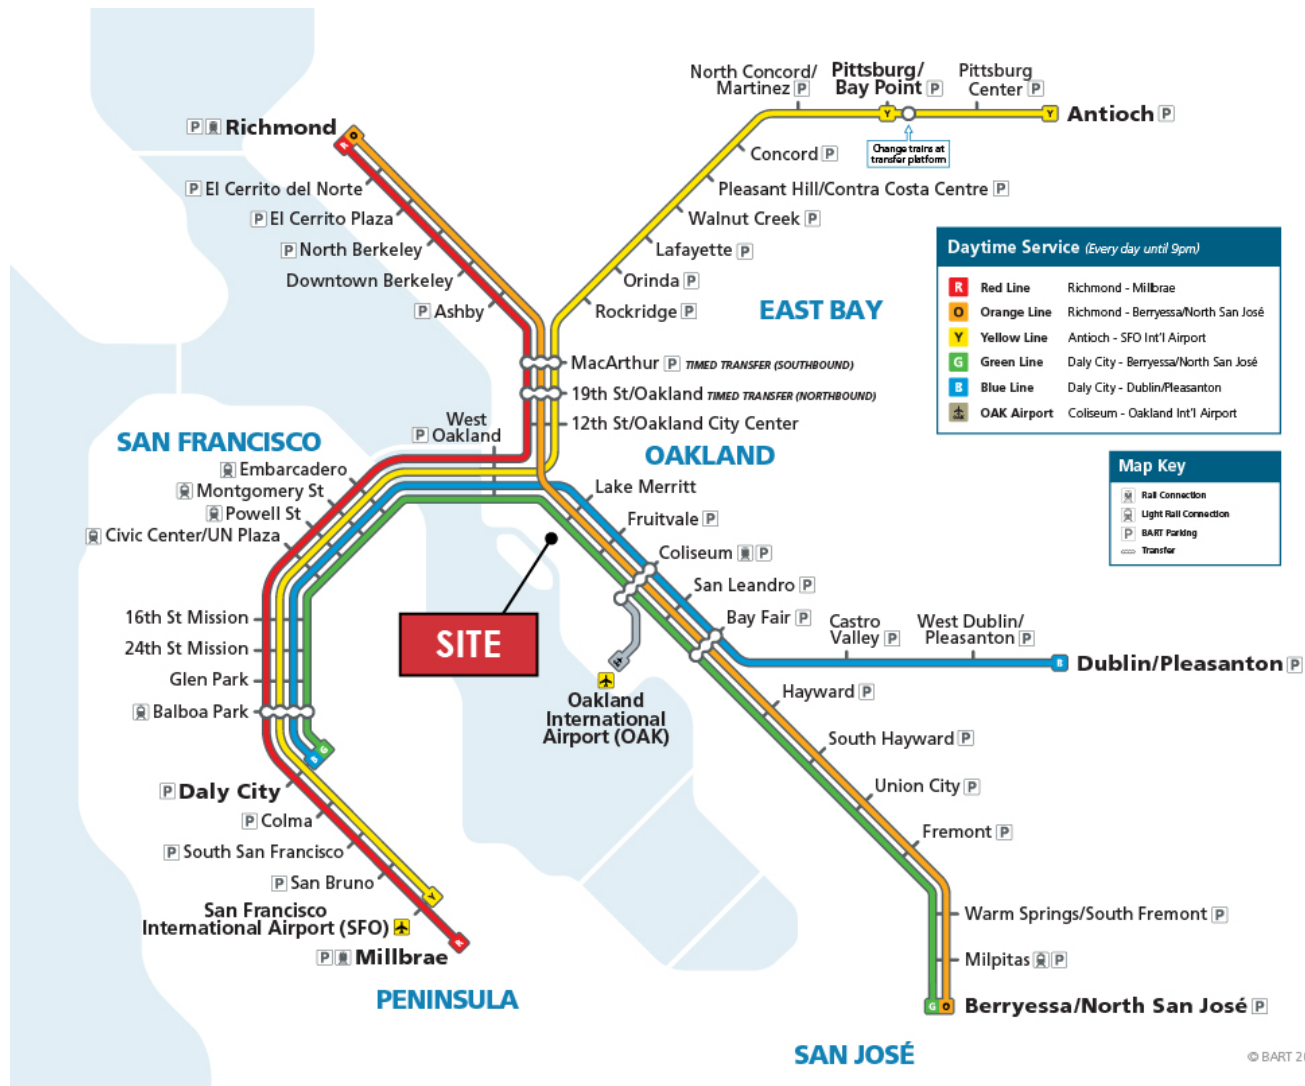 North Concord/
Martinez P
Pittsburg/
Bay Point P
Pittsburg
Center P
Antioch P
Y
Y
Change trains at
transfer platform
P Richmond
O
R
Concord P
P El Cerrito del Norte
Pleasant Hill/Contra Costa Centre P
P El Cerrito Plaza
Walnut Creek P
P North Berkeley
Lafayette P
Downtown Berkeley
Orinda P
P Ashby
Rockridge P
EAST BAY
Daytime Service (Every day until 9pm)
R Red Line Richmond - Millbrae
O Orange Line Richmond - Berryessa/North San José
Y Yellow Line Antioch - SFO Int'l Airport
G Green Line Daly City - Berryessa/North San José
B Blue Line Daly City - Dublin/Pleasanton
OAK Airport Coliseum - Oakland Int'l Airport
MacArthur P TIMED TRANSFER (SOUTHBOUND)
19th St/Oakland TIMED TRANSFER (NORTHBOUND)
12th St/Oakland City Center
West
P Oakland
SAN FRANCISCO
OAKLAND
Embarcadero
Montgomery St
Powell St
Civic Center/UN Plaza
Lake Merritt
Fruitvale P
Coliseum P
San Leandro P
Bay Fair P
Map Key
Rail Connection
Light Rail Connection
P BART Parking
Transfer
SITE
16th St Mission
24th St Mission
Glen Park
Balboa Park
Castro
Valley P
West Dublin/
Pleasanton P
B
Dublin/Pleasanton P
Oakland
International
Airport (OAK)
Hayward P
South Hayward P
Union City P
Fremont P
G
B
P Daly City
P Colma
P South San Francisco
P San Bruno
Y
San Francisco
International Airport (SFO)
R
P Millbrae
PENINSULA
Warm Springs/South Fremont P
Milpitas P
G O
Berryessa/North San José P
SAN JOSÉ
© BART 20